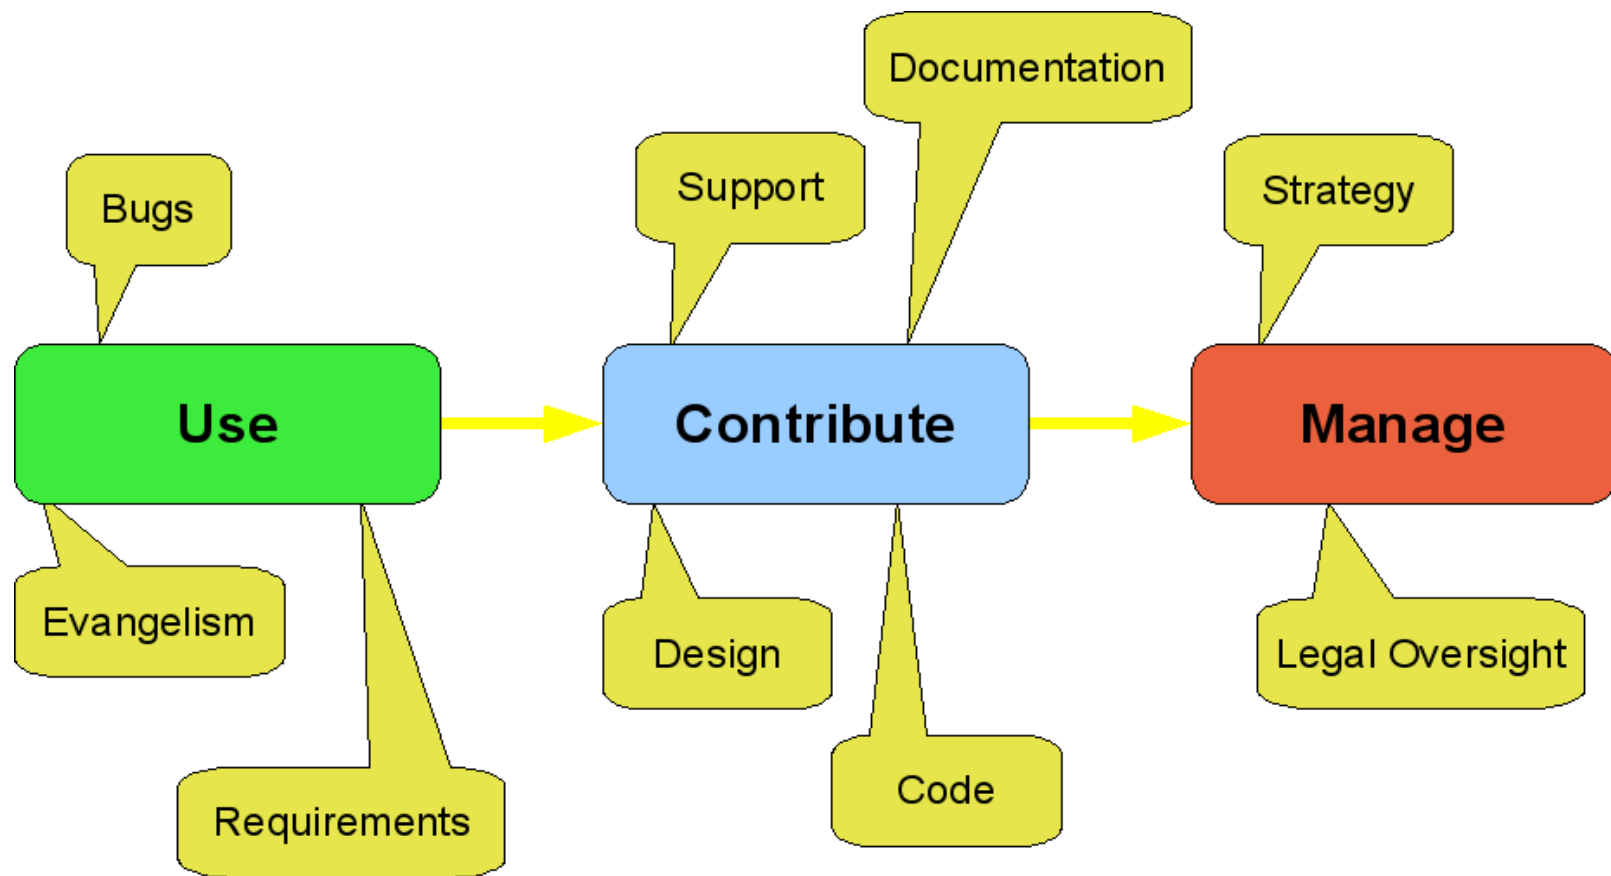 Documentation
Support
Strategy
Bugs
Use
Contribute
Manage
Evangelism
Design
Legal Oversight
Code
Requirements